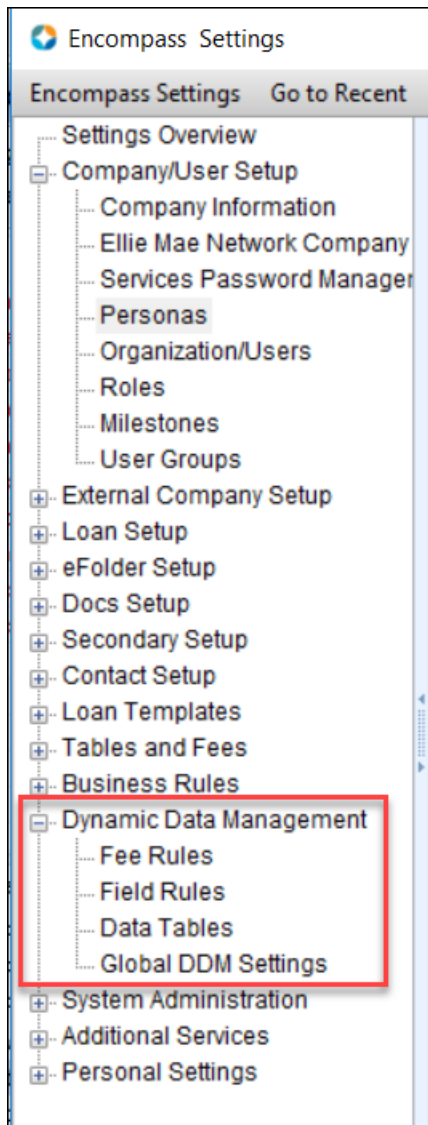 Encompass Settings
Encompass Settings Go to Recent
Settings Overview
Company/User Setup
Company Information
Ellie Mae Network Company
Services Password Manager
Personas
Organization/Users
Roles
Milestones
User Groups
External Company Setup
Loan Setup
eFolder Setup
Docs Setup
Secondary Setup
Contact Setup
Loan Templates
Tables and Fees
Business Rules
Dynamic Data Management
Fee Rules
Field Rules
Data Tables
Global DDM Settings
System Administration
Additional Services
Personal Settings